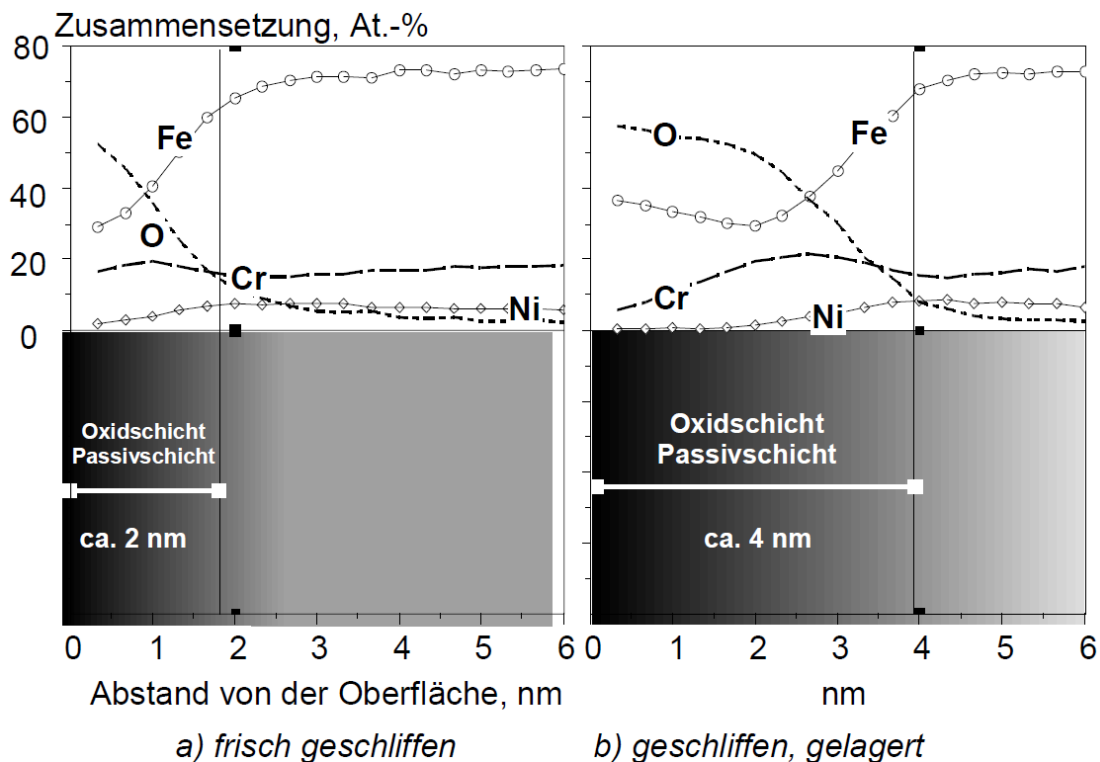 Zusammensetzung, At.-%
80
60
40
20
0
Fe
O
Cr
Ni
O
Fe
Cr
Ni
Oxidschicht
Passivschicht
ca. 2 nm
Oxidschicht
Passivschicht
ca. 4 nm
0 1 2 3 4 5 6
0 1 2 3 4 5 6
Abstand von der Oberfläche, nm
nm
a) frisch geschliffen
b) geschliffen, gelagert